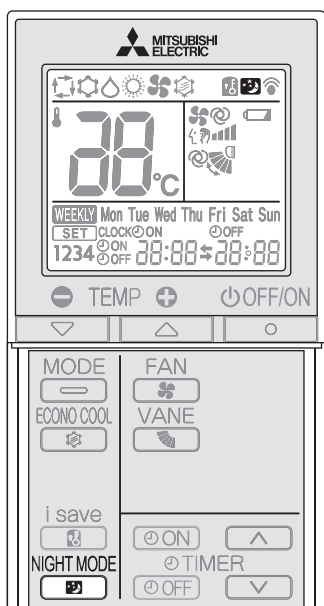 MITSUBISHI
ELECTRIC
88°C
WEEKLY Mon Tue Wed Thu Fri Sat Sun
SET CLOCK ON OFF
1234 ON OFF 88:88 88:88
TEMP OFF/ON
MODE FAN
ECONO COOL VANE
i save
ON
NIGHT MODE TIMER
OFF